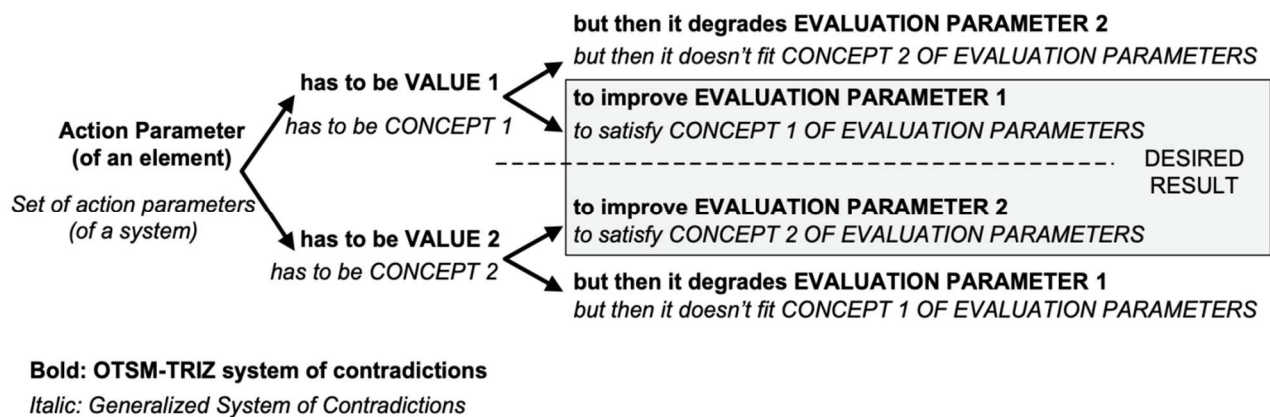 but then it degrades EVALUATION PARAMETER 2
but then it doesn't fit CONCEPT 2 OF EVALUATION PARAMETERS
has to be VALUE 1
has to be CONCEPT 1
to improve EVALUATION PARAMETER 1
to satisfy CONCEPT 1 OF EVALUATION PARAMETERS
Action Parameter
(of an element)
Set of action parameters
(of a system)
DESIRED
RESULT
has to be VALUE 2
has to be CONCEPT 2
to improve EVALUATION PARAMETER 2
to satisfy CONCEPT 2 OF EVALUATION PARAMETERS
but then it degrades EVALUATION PARAMETER 1
but then it doesn't fit CONCEPT 1 OF EVALUATION PARAMETERS
Bold: OTSM-TRIZ system of contradictions
Italic: Generalized System of Contradictions